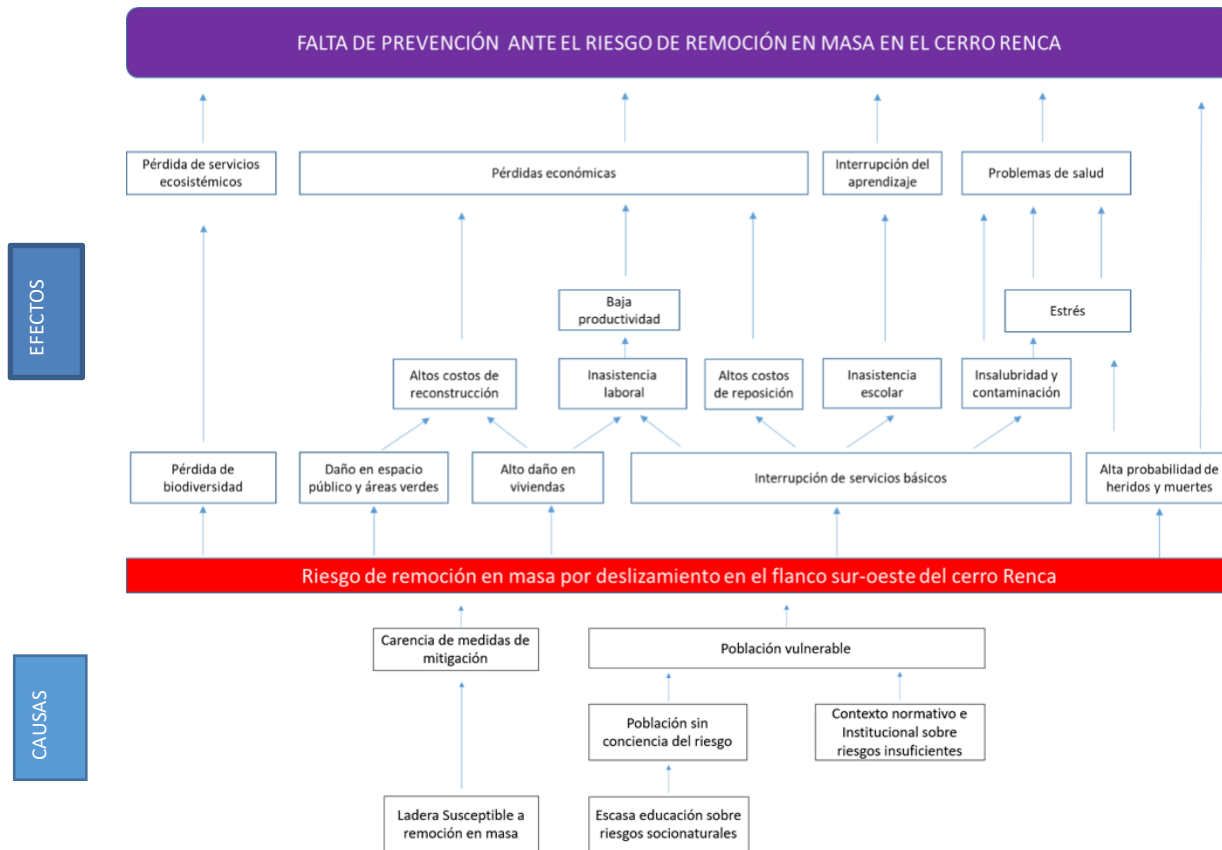 FALTA DE PREVENCIÓN ANTE EL RIESGO DE REMOCIÓN EN MASA EN EL CERRO RENCA
Pérdida de servicios
ecosistémicos
Pérdidas económicas
Interrupción del
aprendizaje
Problemas de salud
EFECTOS
Baja
productividad
Estrés
Altos costos de
reconstrucción
Inasistencia
laboral
Altos costos
de reposición
Inasistencia
escolar
Insalubridad y
contaminación
Pérdida de
biodiversidad
Daño en espacio
público y áreas verdes
Alto daño en
viviendas
Interrupción de servicios básicos
Alta probabilidad de
heridos y muertes
Riesgo de remoción en masa por deslizamiento en el flanco sur-oeste del cerro Renca
CAUSAS
Carencia de medidas de
mitigación
Población vulnerable
Población sin
conciencia del riesgo
Contexto normativo e
Institucional sobre
riesgos insuficientes
Ladera Susceptible a
remoción en masa
Escasa educación sobre
riesgos socionaturales